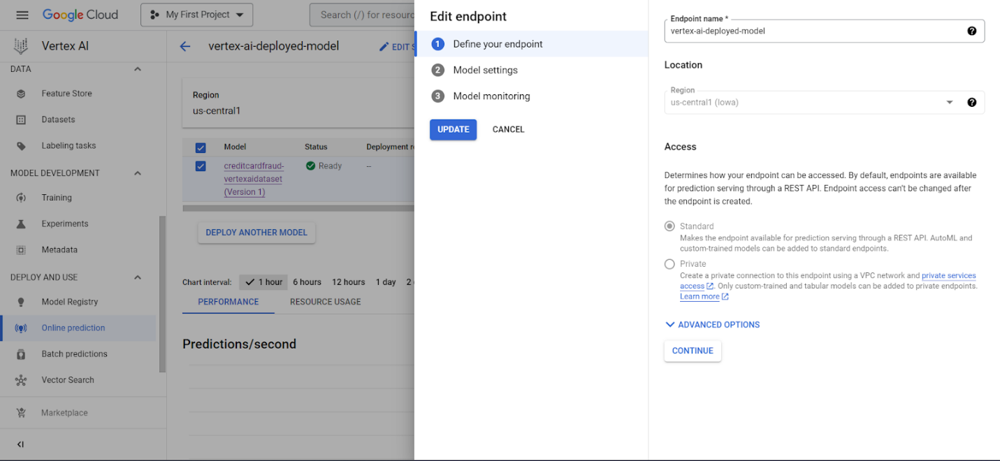 Google Cloud
My First Project
Search (/) for resourc
Vertex AI
DATA
Feature Store
Datasets
Labeling tasks
MODEL DEVELOPMENT
Training
Experiments
Metadata
DEPLOY AND USE
Model Registry
Online prediction
Batch predictions
Vector Search
Marketplace
vertex-ai-deployed-model
EDIT S
Region
us-central1
Model Status Deployment re
creditcardfraud-
vertexaidataset
(Version 1)
Ready
--
DEPLOY ANOTHER MODEL
Chart interval: 1 hour 6 hours 12 hours 1 day 2
PERFORMANCE RESOURCE USAGE
Predictions/second
Edit endpoint
1 Define your endpoint
2 Model settings
3 Model monitoring
UPDATE CANCEL
Endpoint name *
vertex-ai-deployed-model
Location
Region
us-central1 (Iowa)
Access
Determines how your endpoint can be accessed. By default, endpoints are available
for prediction serving through a REST API. Endpoint access can't be changed after
the endpoint is created.
Standard
Makes the endpoint available for prediction serving through a REST API. AutoML and
custom-trained models can be added to standard endpoints.
Private
Create a private connection to this endpoint using a VPC network and private services
access. Only custom-trained and tabular models can be added to private endpoints.
Learn more
ADVANCED OPTIONS
CONTINUE